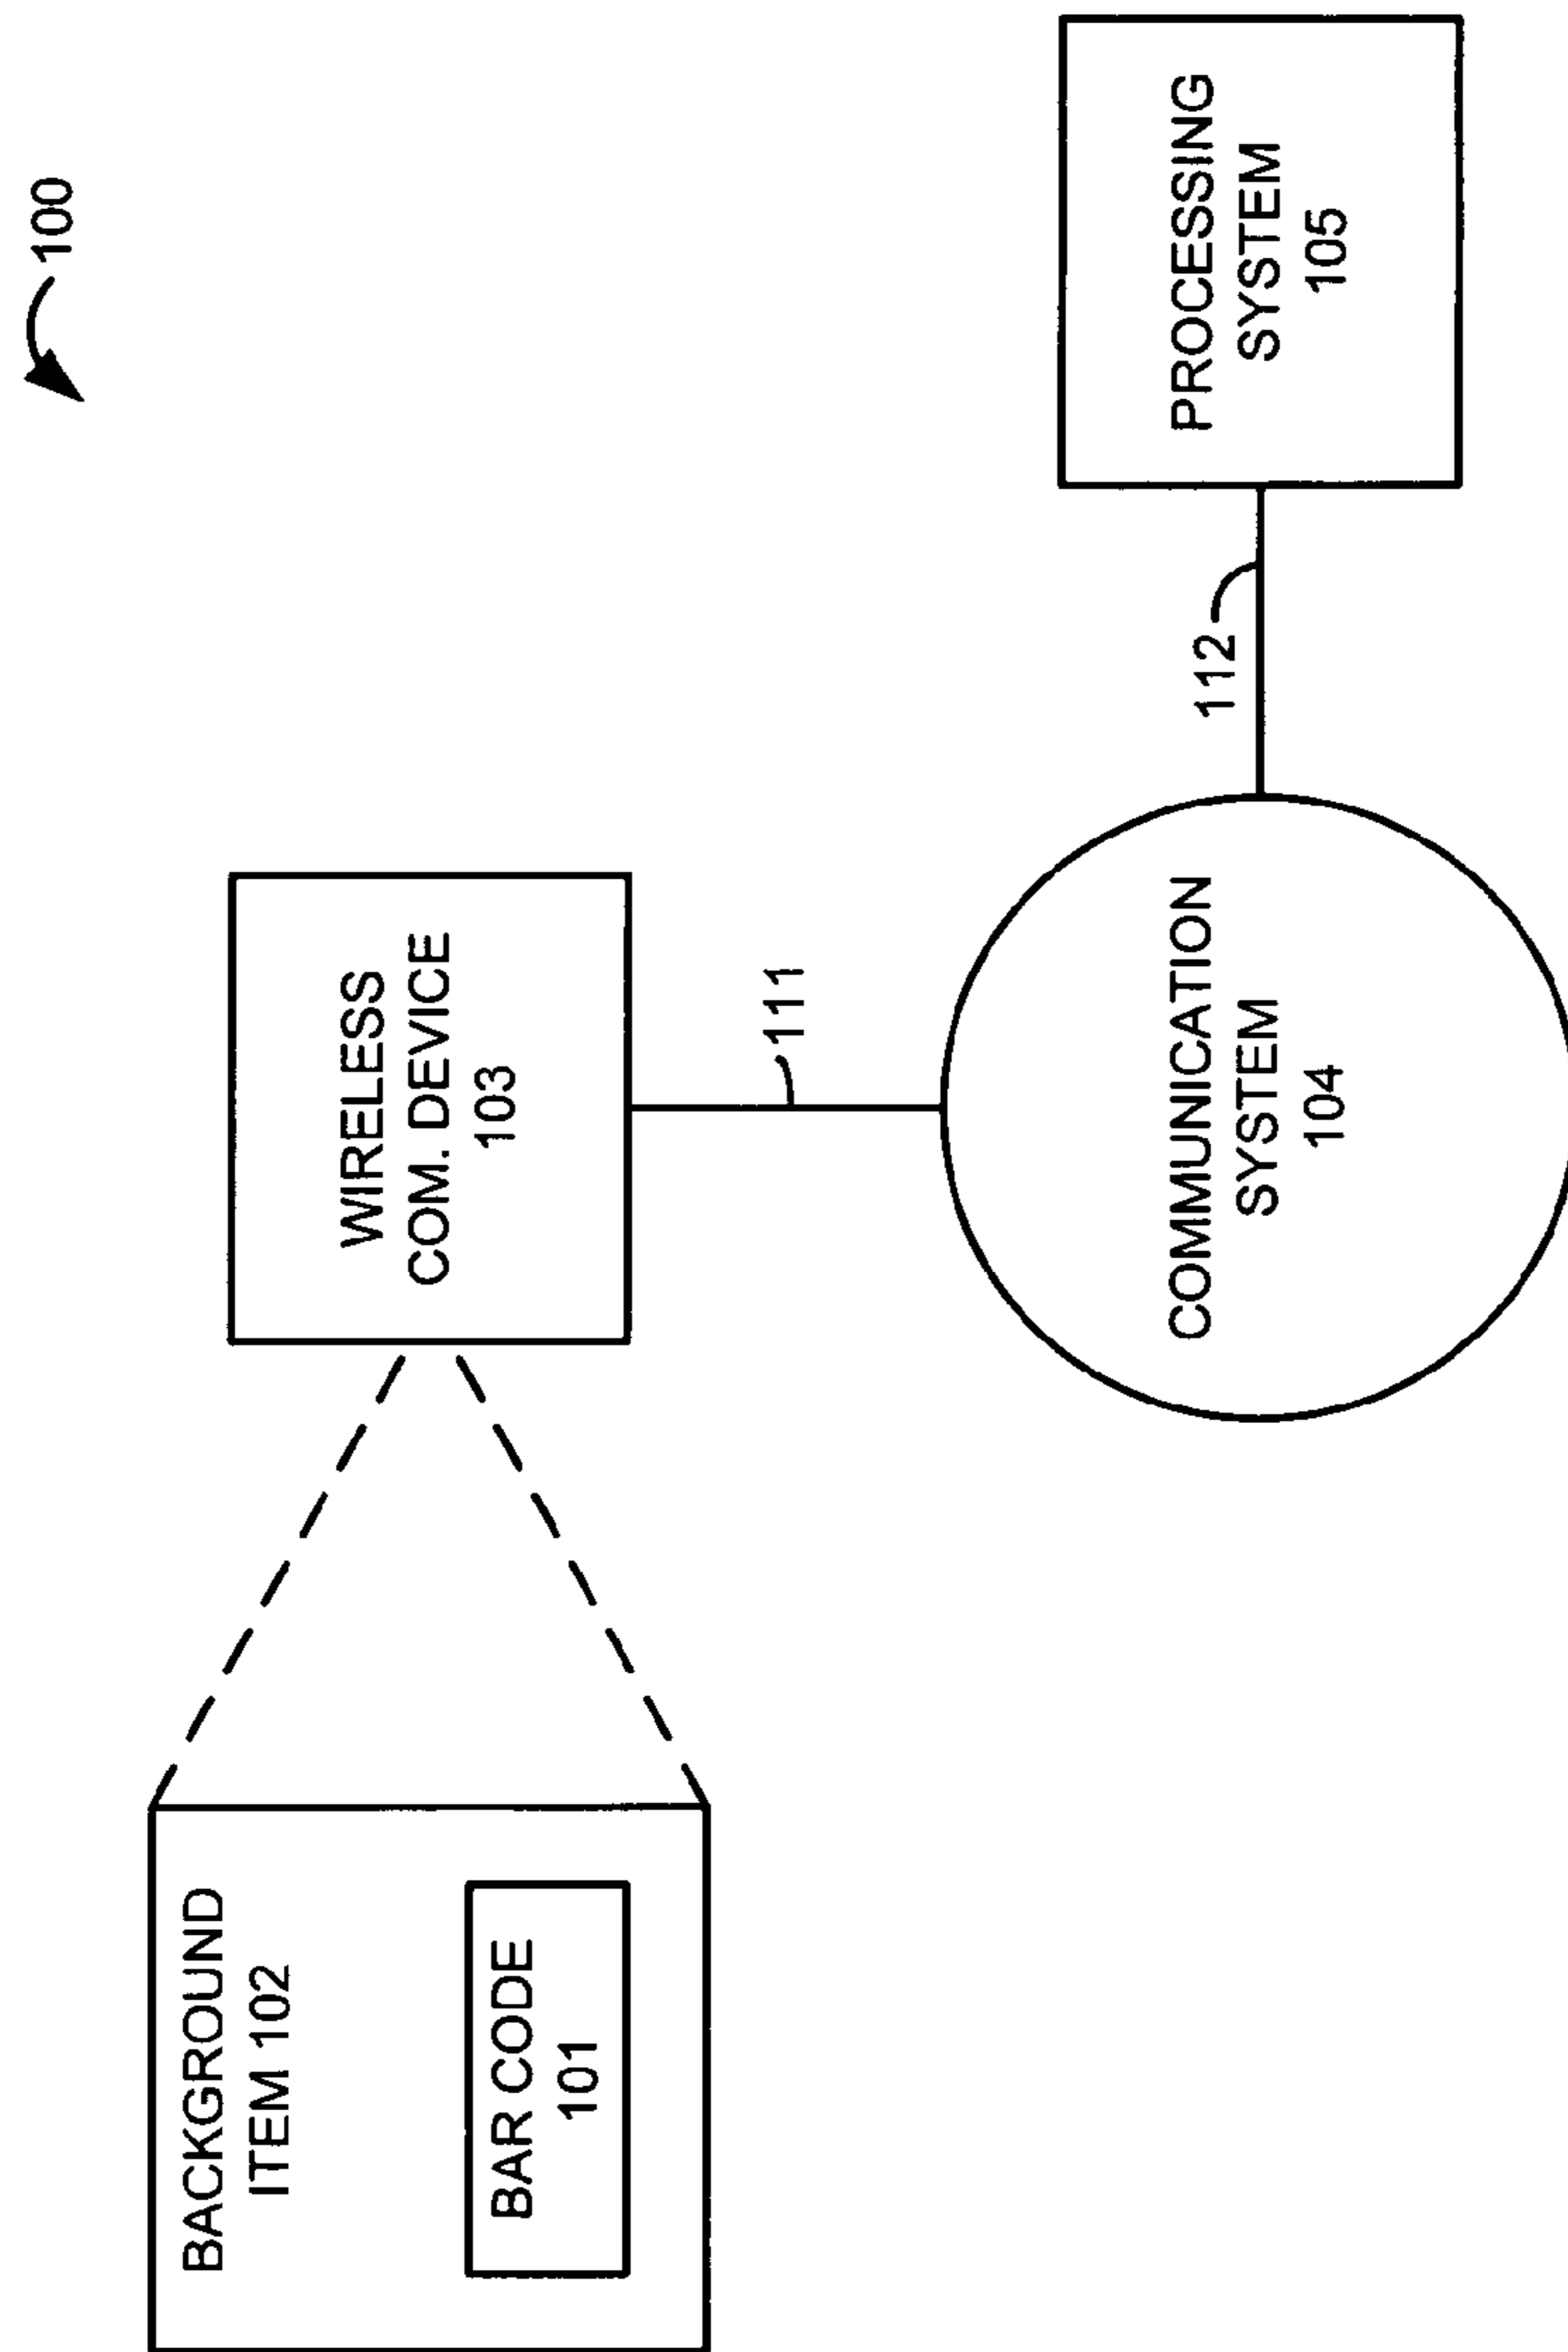 100
BACKGROUND
ITEM 102
BAR CODE
101
WIRELESS
COM. DEVICE
103
111
COMMUNICATION
SYSTEM
104
112
PROCESSING
SYSTEM
105